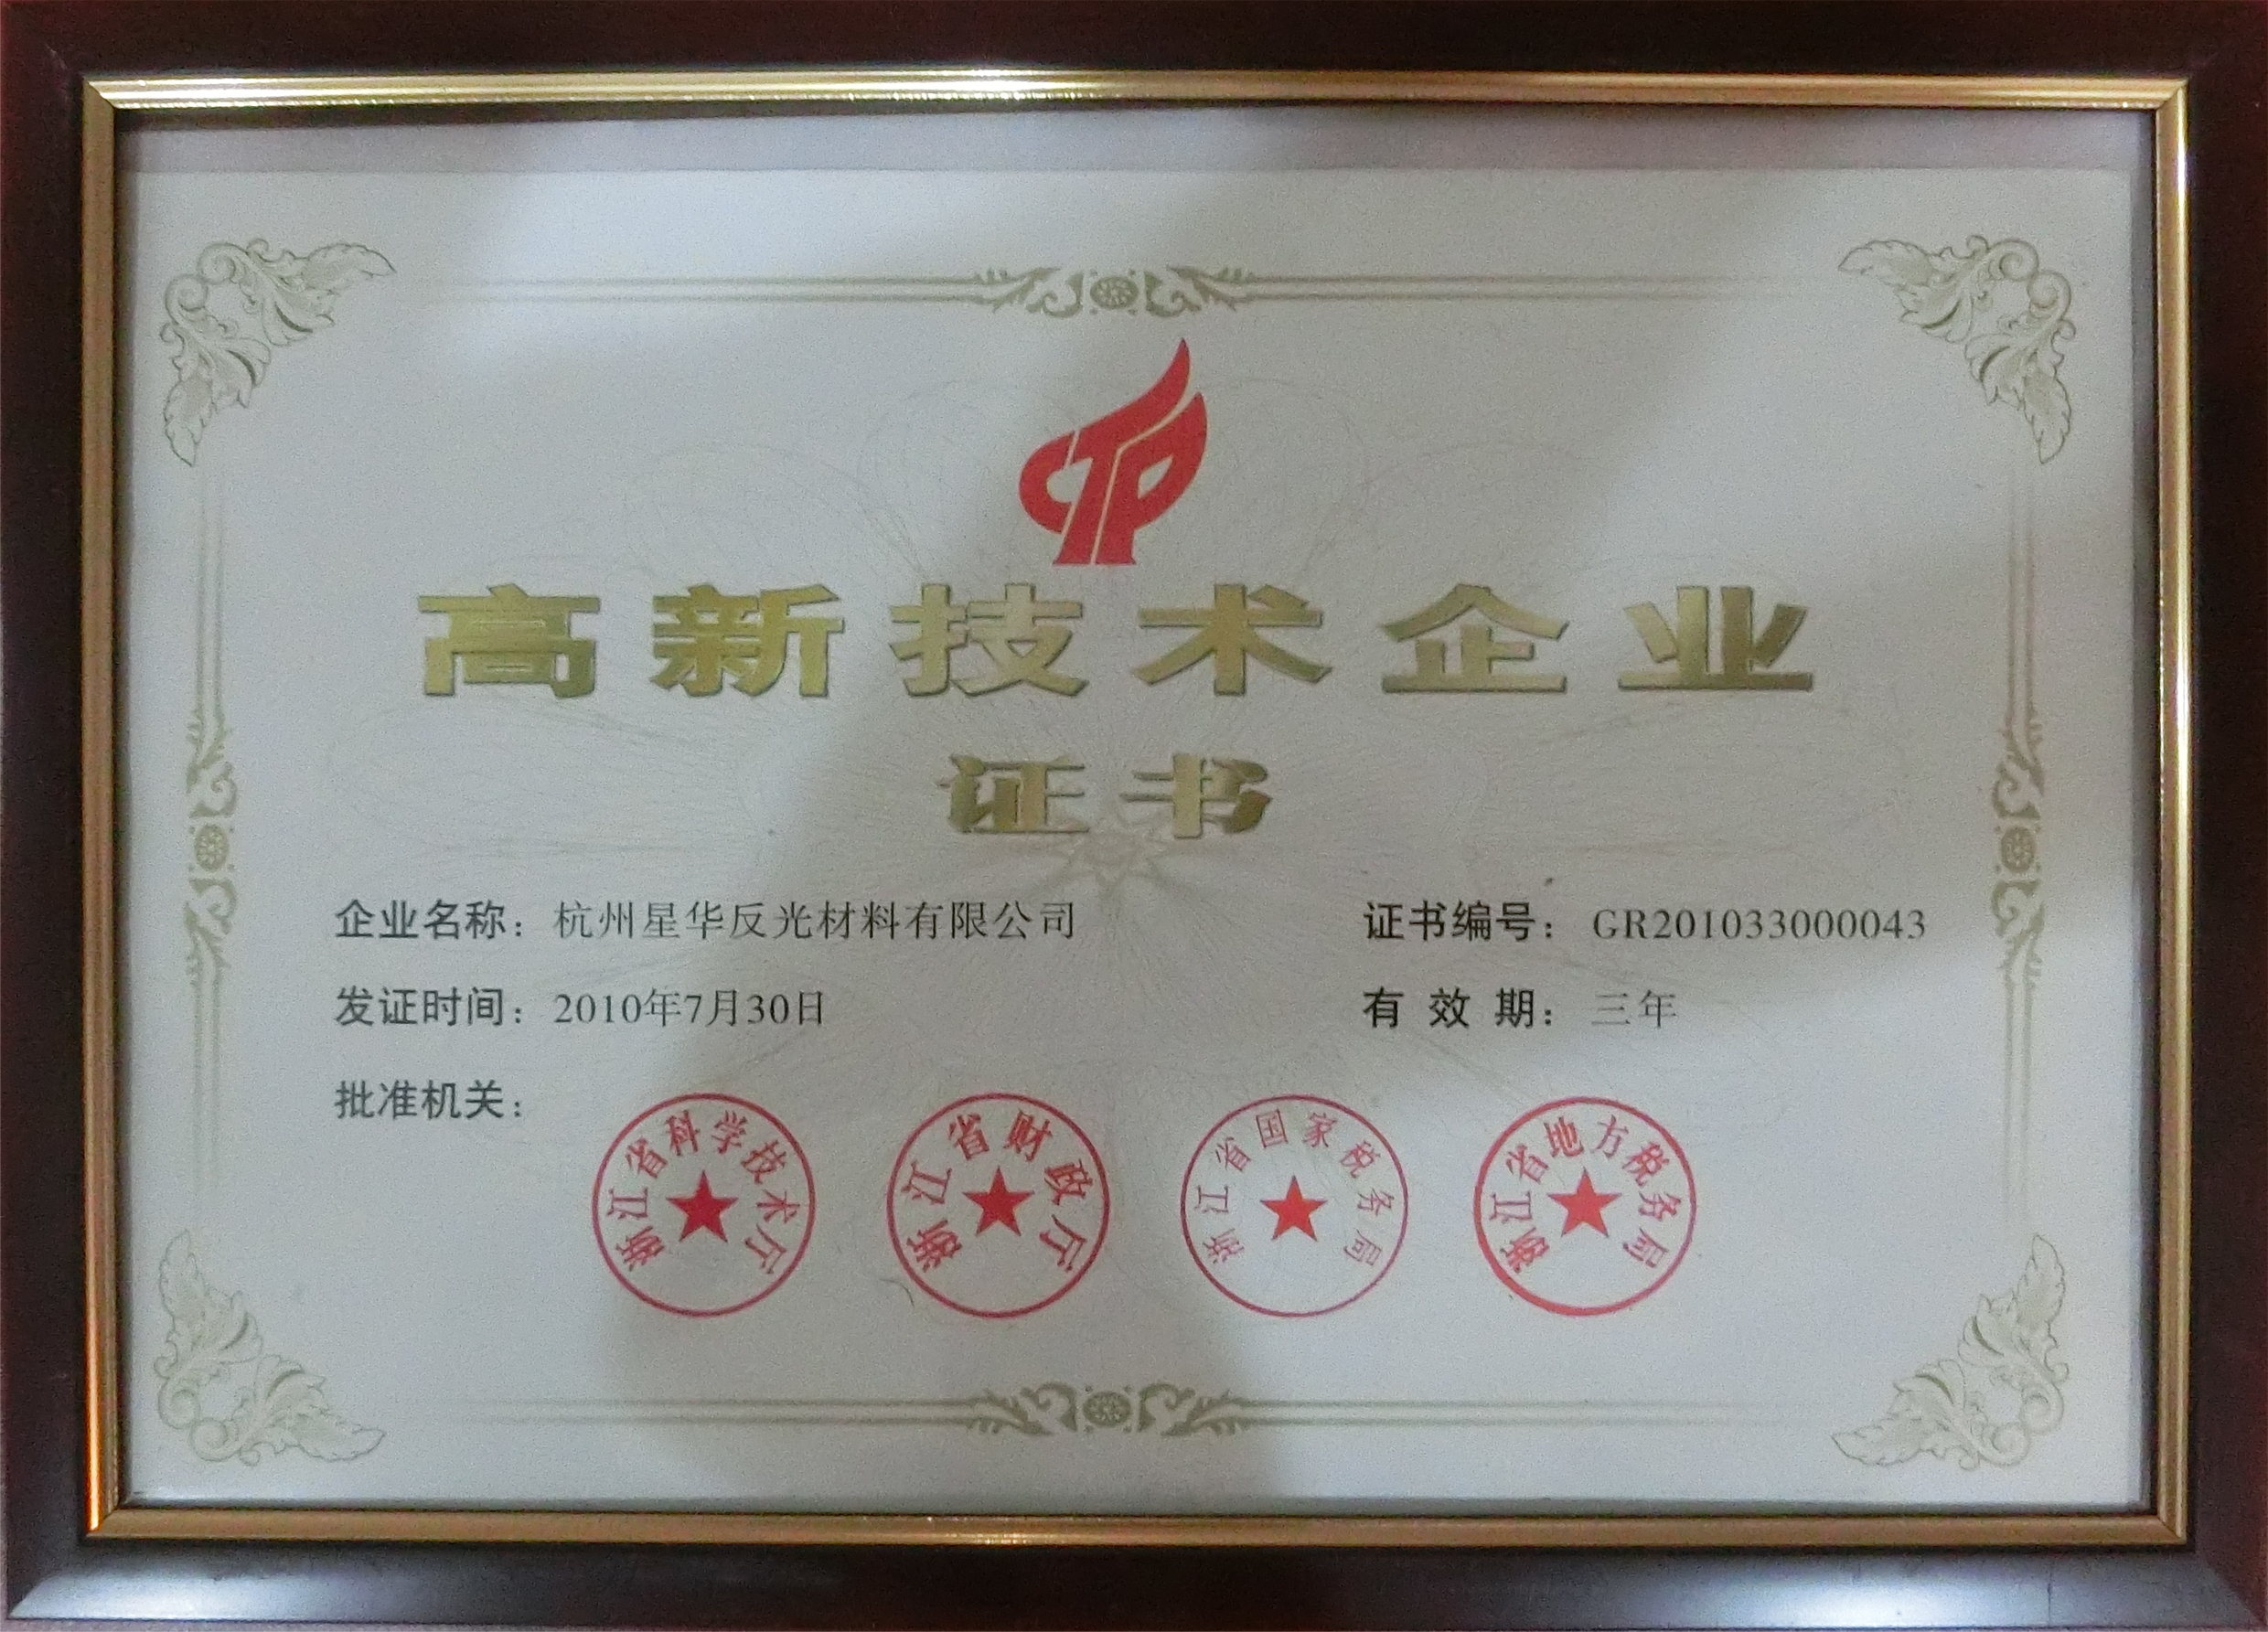 高新技术企业
证书
企业名称：杭州星华反光材料有限公司
证书编号：GR201033000043
发证时间：2010年7月30日
有效期：三年
批准机关：
浙江省科学技术厅
浙江省财政厅
浙江省国家税务局
浙江省地方税务局